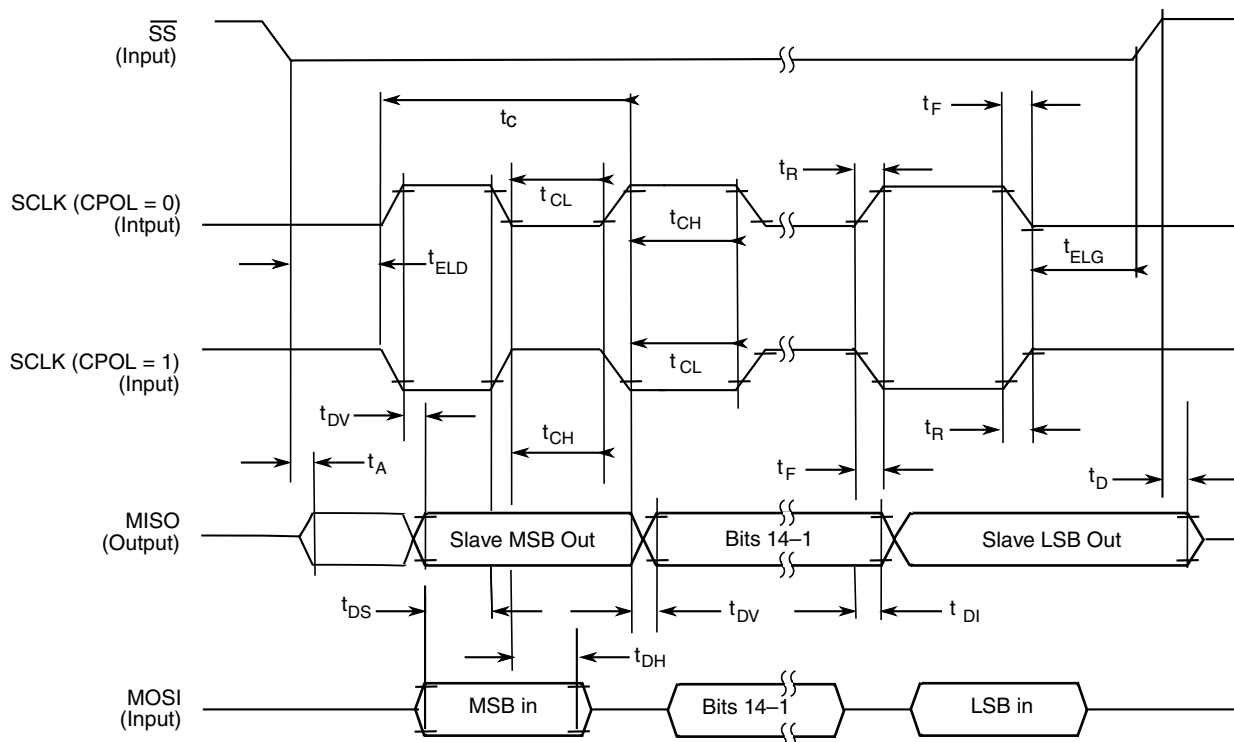 SS
(Input)
tC
tF
tR
SCLK (CPOL = 0)
(Intput)
tCL
tCH
tELD
tELG
SCLK (CPOL = 1)
(Input)
tCL
tDV
tCH
tR
tA
tF
tD
MISO
(Output)
Slave MSB Out
Bits 14–1
Slave LSB Out
tDS
tDV
tDI
tDH
MOSI
(Input)
MSB in
Bits 14–1
LSB in